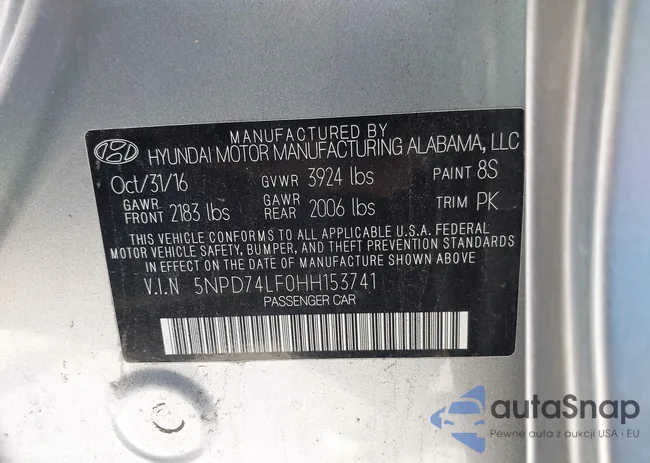 MANUFACTURED BY
HYUNDAI MOTOR MANUFACTURING ALABAMA, LLC
Oct/31/16 GVWR 3924 lbs PAINT 8S
GAWR FRONT 2183 lbs GAWR REAR 2006 lbs TRIM PK
THIS VEHICLE CONFORMS TO ALL APPLICABLE U.S.A. FEDERAL
MOTOR VEHICLE SAFETY, BUMPER, AND THEFT PREVENTION STANDARDS
IN EFFECT ON THE DATE OF MANUFACTURE SHOWN ABOVE
V.I.N 5NPD74LF0HH153741
PASSENGER CAR
autaSnap
Pewne auta z aukcji USA i EU